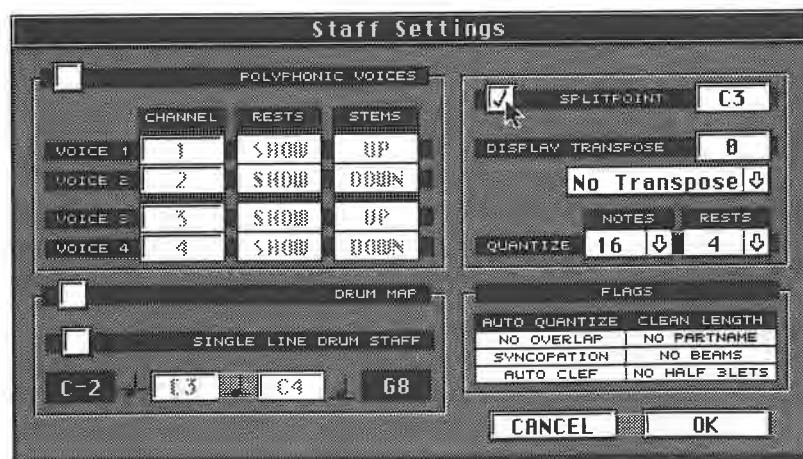 Staff Settings
POLYPHONIC VOICES
CHANNEL RESTS STEMS
VOICE 1 1 SHOW UP
VOICE 2 2 SHOW DOWN
VOICE 3 3 SHOW UP
VOICE 4 4 SHOW DOWN
DRUM MAP
SINGLE LINE DRUM STAFF
C-2 C3 C4 G8
SPLITPOINT C3
DISPLAY TRANSPOSE 0
No Transpose
NOTES RESTS
QUANTIZE 16 4
FLAGS
AUTO QUANTIZE CLEAN LENGTH
NO OVERLAP NO PARTNAME
SYNCOPATION NO BEAMS
AUTO CLEF NO HALF 3LETS
CANCEL OK